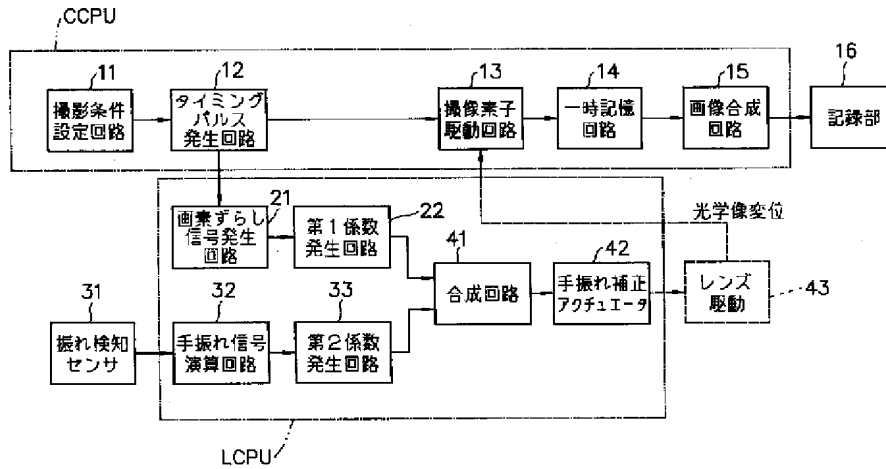 CCPU
11
12
13
14
15
16
撮影条件
設定回路
タイミング
パルス
発生回路
撮像素子
駆動回路
一時記憶
回路
画像合成
回路
記録部
21
画素ずらし
信号発生
回路
22
第1係数
発生回路
光学像変位
41
合成回路
42
手振れ補正
アクチュエータ
レンズ
駆動
43
31
振れ検知
センサ
32
手振れ信号
演算回路
33
第2係数
発生回路
LCPU